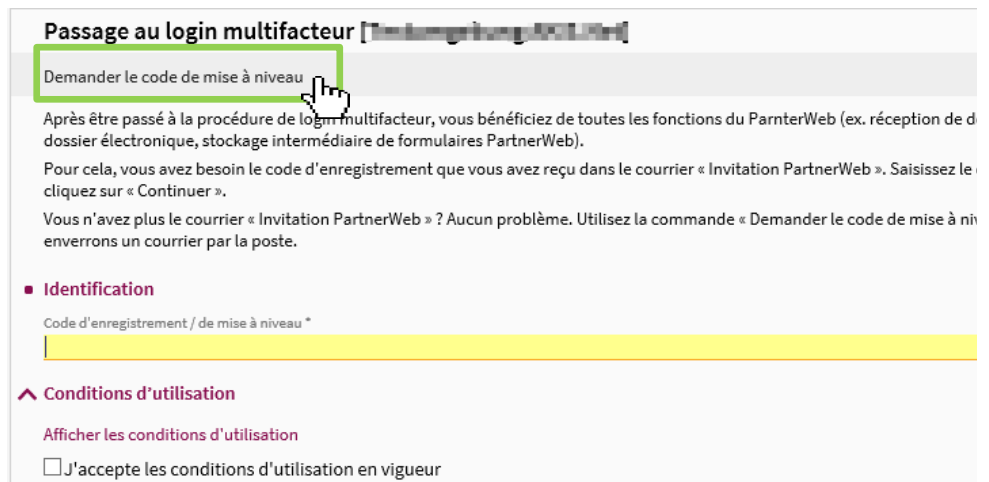 Passage au login multifacteur [
Demander le code de mise à niveau
Après être passé à la procédure de login multifacteur, vous bénéficiez de toutes les fonctions du ParnterWeb (ex. réception de
dossier électronique, stockage intermédiaire de formulaires PartnerWeb).
Pour cela, vous avez besoin le code d'enregistrement que vous avez reçu dans le courrier « Invitation PartnerWeb ». Saisissez le
cliquez sur « Continuer ».
Vous n'avez plus le courrier « Invitation PartnerWeb » ? Aucun problème. Utilisez la commande « Demander le code de mise à
enverrons un courrier par la poste.
Identification
Code d'enregistrement / de mise à niveau *
Conditions d’utilisation
Afficher les conditions d'utilisation
J'accepte les conditions d'utilisation en vigueur